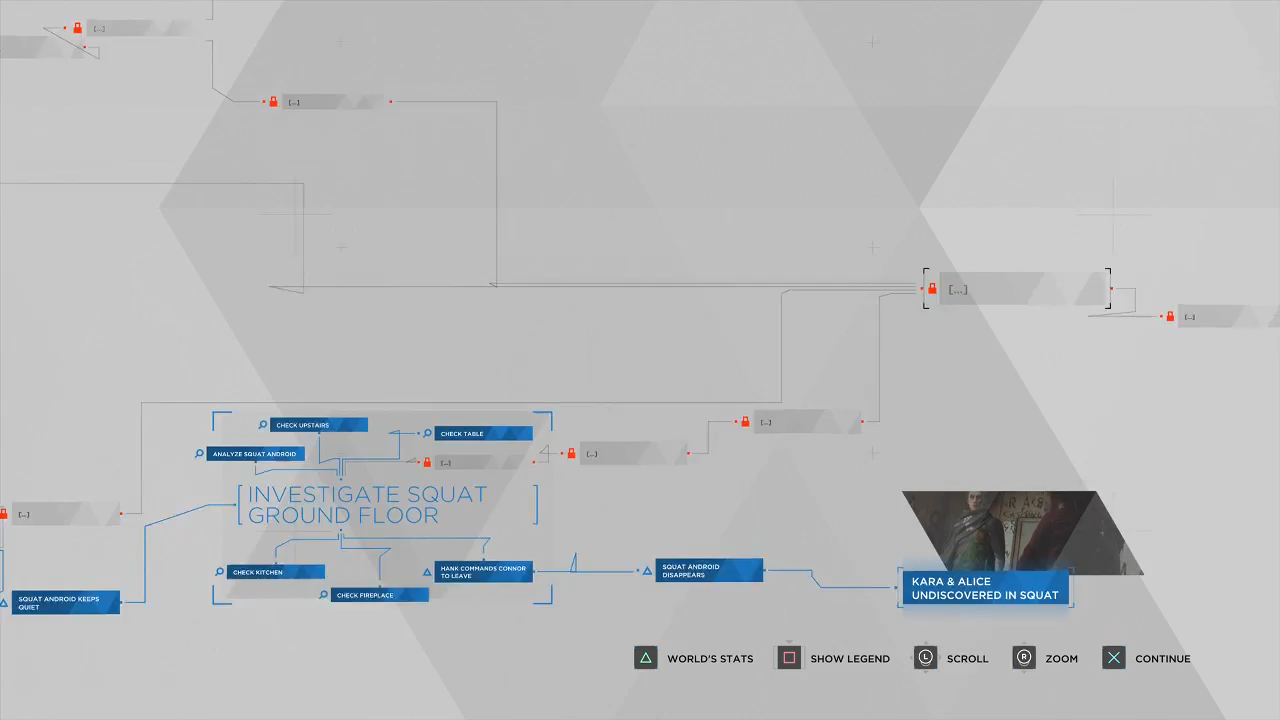 [...]
[...]
[...]
[...]
CHECK UPSTAIRS
CHECK TABLE
[...]
ANALYZE SQUAT ANDROID
[...]
[...]
INVESTIGATE SQUAT
GROUND FLOOR
[...]
CHECK KITCHEN
HANK COMMANDS CONNOR
TO LEAVE
CHECK FIREPLACE
SQUAT ANDROID
DISAPPEARS
SQUAT ANDROID KEEPS
QUIET
KARA & ALICE
UNDISCOVERED IN SQUAT
WORLD'S STATS
SHOW LEGEND
L SCROLL
R ZOOM
CONTINUE